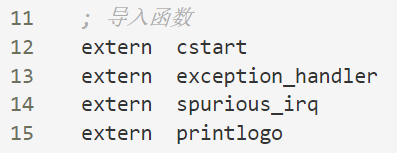 11 ; 导入函数
12 extern cstart
13 extern exception_handler
14 extern spurious_irq
15 extern printlogo